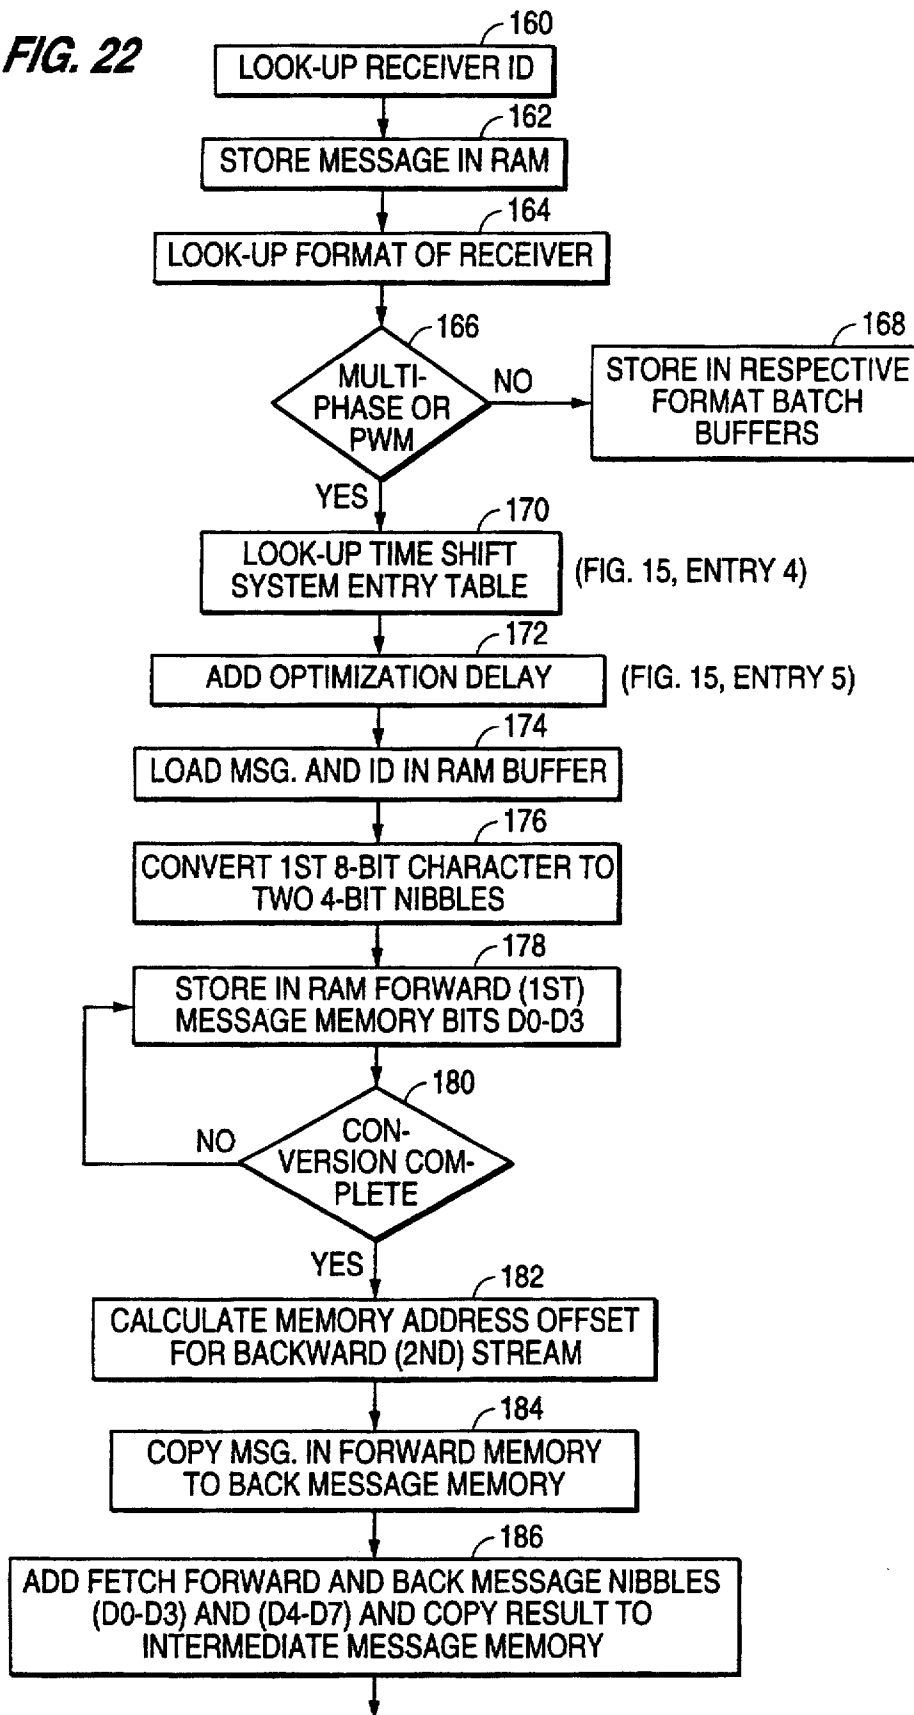 FIG. 22
160
LOOK-UP RECEIVER ID
162
STORE MESSAGE IN RAM
164
LOOK-UP FORMAT OF RECEIVER
166
MULTI-
PHASE OR
PWM
NO
168
STORE IN RESPECTIVE
FORMAT BATCH
BUFFERS
YES
170
LOOK-UP TIME SHIFT
SYSTEM ENTRY TABLE
(FIG. 15, ENTRY 4)
172
ADD OPTIMIZATION DELAY
(FIG. 15, ENTRY 5)
174
LOAD MSG. AND ID IN RAM BUFFER
176
CONVERT 1ST 8-BIT CHARACTER TO
TWO 4-BIT NIBBLES
178
STORE IN RAM FORWARD (1ST)
MESSAGE MEMORY BITS D0-D3
180
CON-
VERSION COM-
PLETE
NO
YES
182
CALCULATE MEMORY ADDRESS OFFSET
FOR BACKWARD (2ND) STREAM
184
COPY MSG. IN FORWARD MEMORY
TO BACK MESSAGE MEMORY
186
ADD FETCH FORWARD AND BACK MESSAGE NIBBLES
(D0-D3) AND (D4-D7) AND COPY RESULT TO
INTERMEDIATE MESSAGE MEMORY